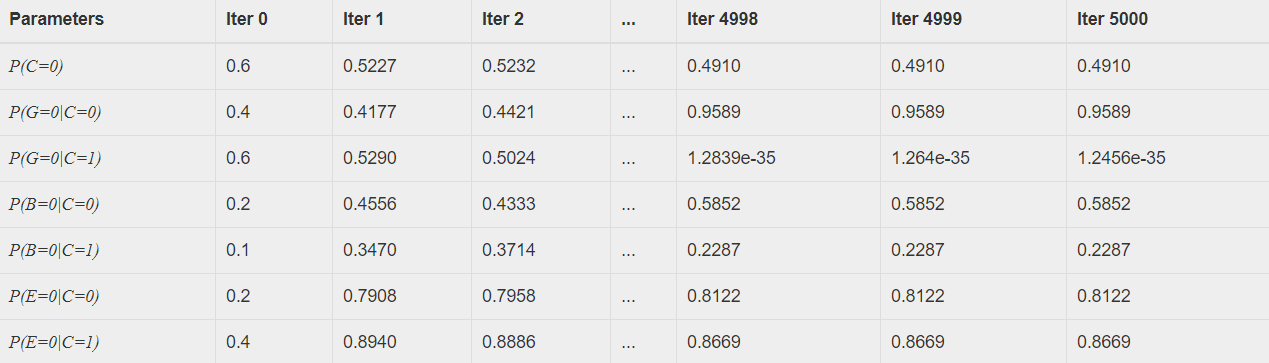 Parameters Iter 0 Iter 1 Iter 2 ... Iter 4998 Iter 4999 Iter 5000
P(C=0) 0.6 0.5227 0.5232 ... 0.4910 0.4910 0.4910
P(G=0|C=0) 0.4 0.4177 0.4421 ... 0.9589 0.9589 0.9589
P(G=0|C=1) 0.6 0.5290 0.5024 ... 1.2839e-35 1.264e-35 1.2456e-35
P(B=0|C=0) 0.2 0.4556 0.4333 ... 0.5852 0.5852 0.5852
P(B=0|C=1) 0.1 0.3470 0.3714 ... 0.2287 0.2287 0.2287
P(E=0|C=0) 0.2 0.7908 0.7958 ... 0.8122 0.8122 0.8122
P(E=0|C=1) 0.4 0.8940 0.8886 ... 0.8669 0.8669 0.8669